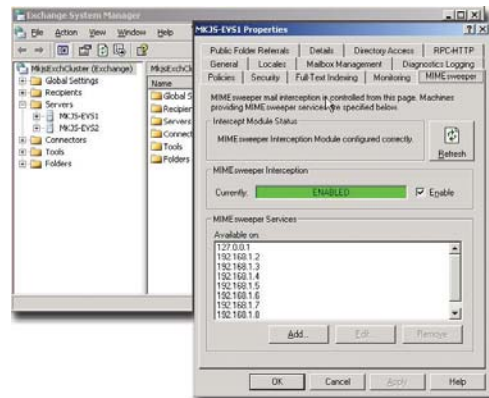 Exchange System Manager
File Action View Window Help
MkjsExchCluster (Exchange)
Global Settings
Recipients
Servers
MKJS-EVS1
MKJS-EVS2
Connectors
Tools
Folders
MkjsExchCl
Name
Global S
Recipien
Servers
Connect
Tools
Folders
MKJS-EVS1 Properties
Public Folder Referrals Details Directory Access RPC-HTTP
General Locales Mailbox Management Diagnostics Logging
Policies Security Full-Text Indexing Monitoring MIMEsweeper
MIMEsweeper mail interception is controlled from this page. Machines
providing MIMEsweeper services are specified below.
Intercept Module Status
MIMEsweeper Interception Module configured correctly.
Refresh
MIMEsweeper Interception
Currently: ENABLED Enable
MIMEsweeper Services
Available on:
127.0.0.1
192.168.1.2
192.168.1.3
192.168.1.4
192.168.1.5
192.168.1.6
192.168.1.7
192.168.1.8
Add... Edit... Remove
OK Cancel Apply Help